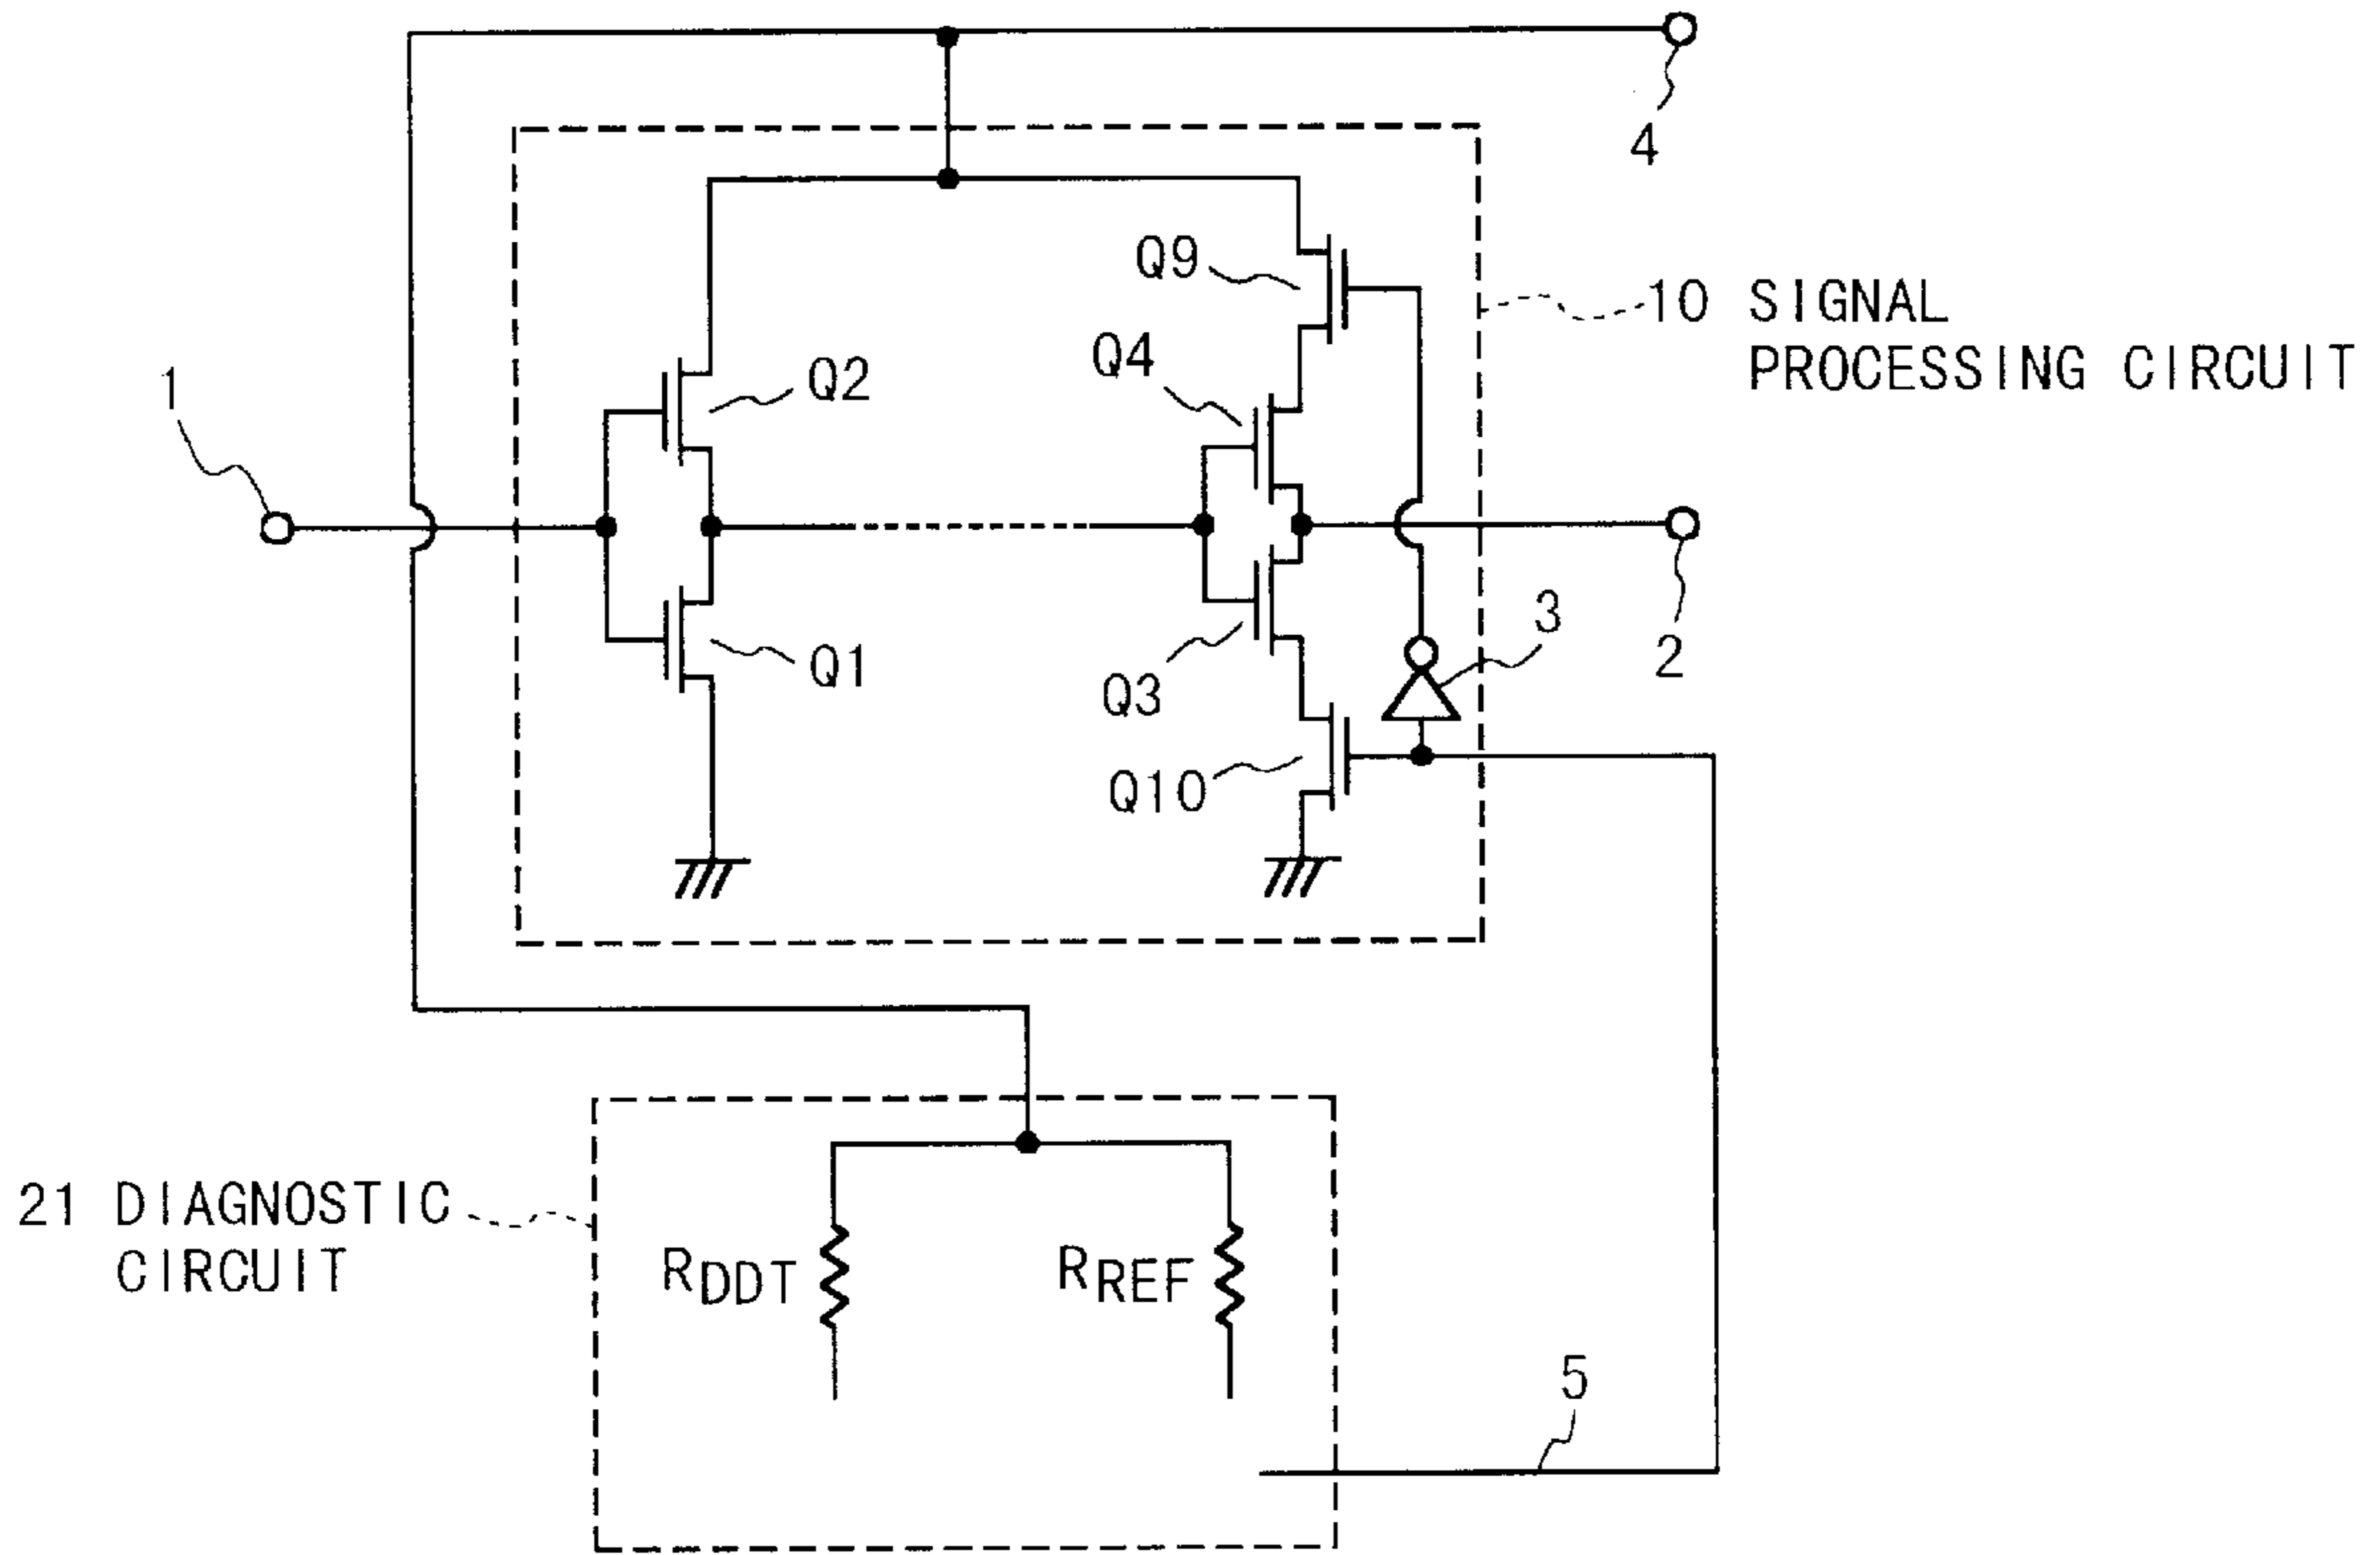 4
Q9
10 SIGNAL
PROCESSING CIRCUIT
Q4
1
Q2
3
2
Q1
Q3
Q10
21 DIAGNOSTIC
CIRCUIT
RDDT
RREF
5